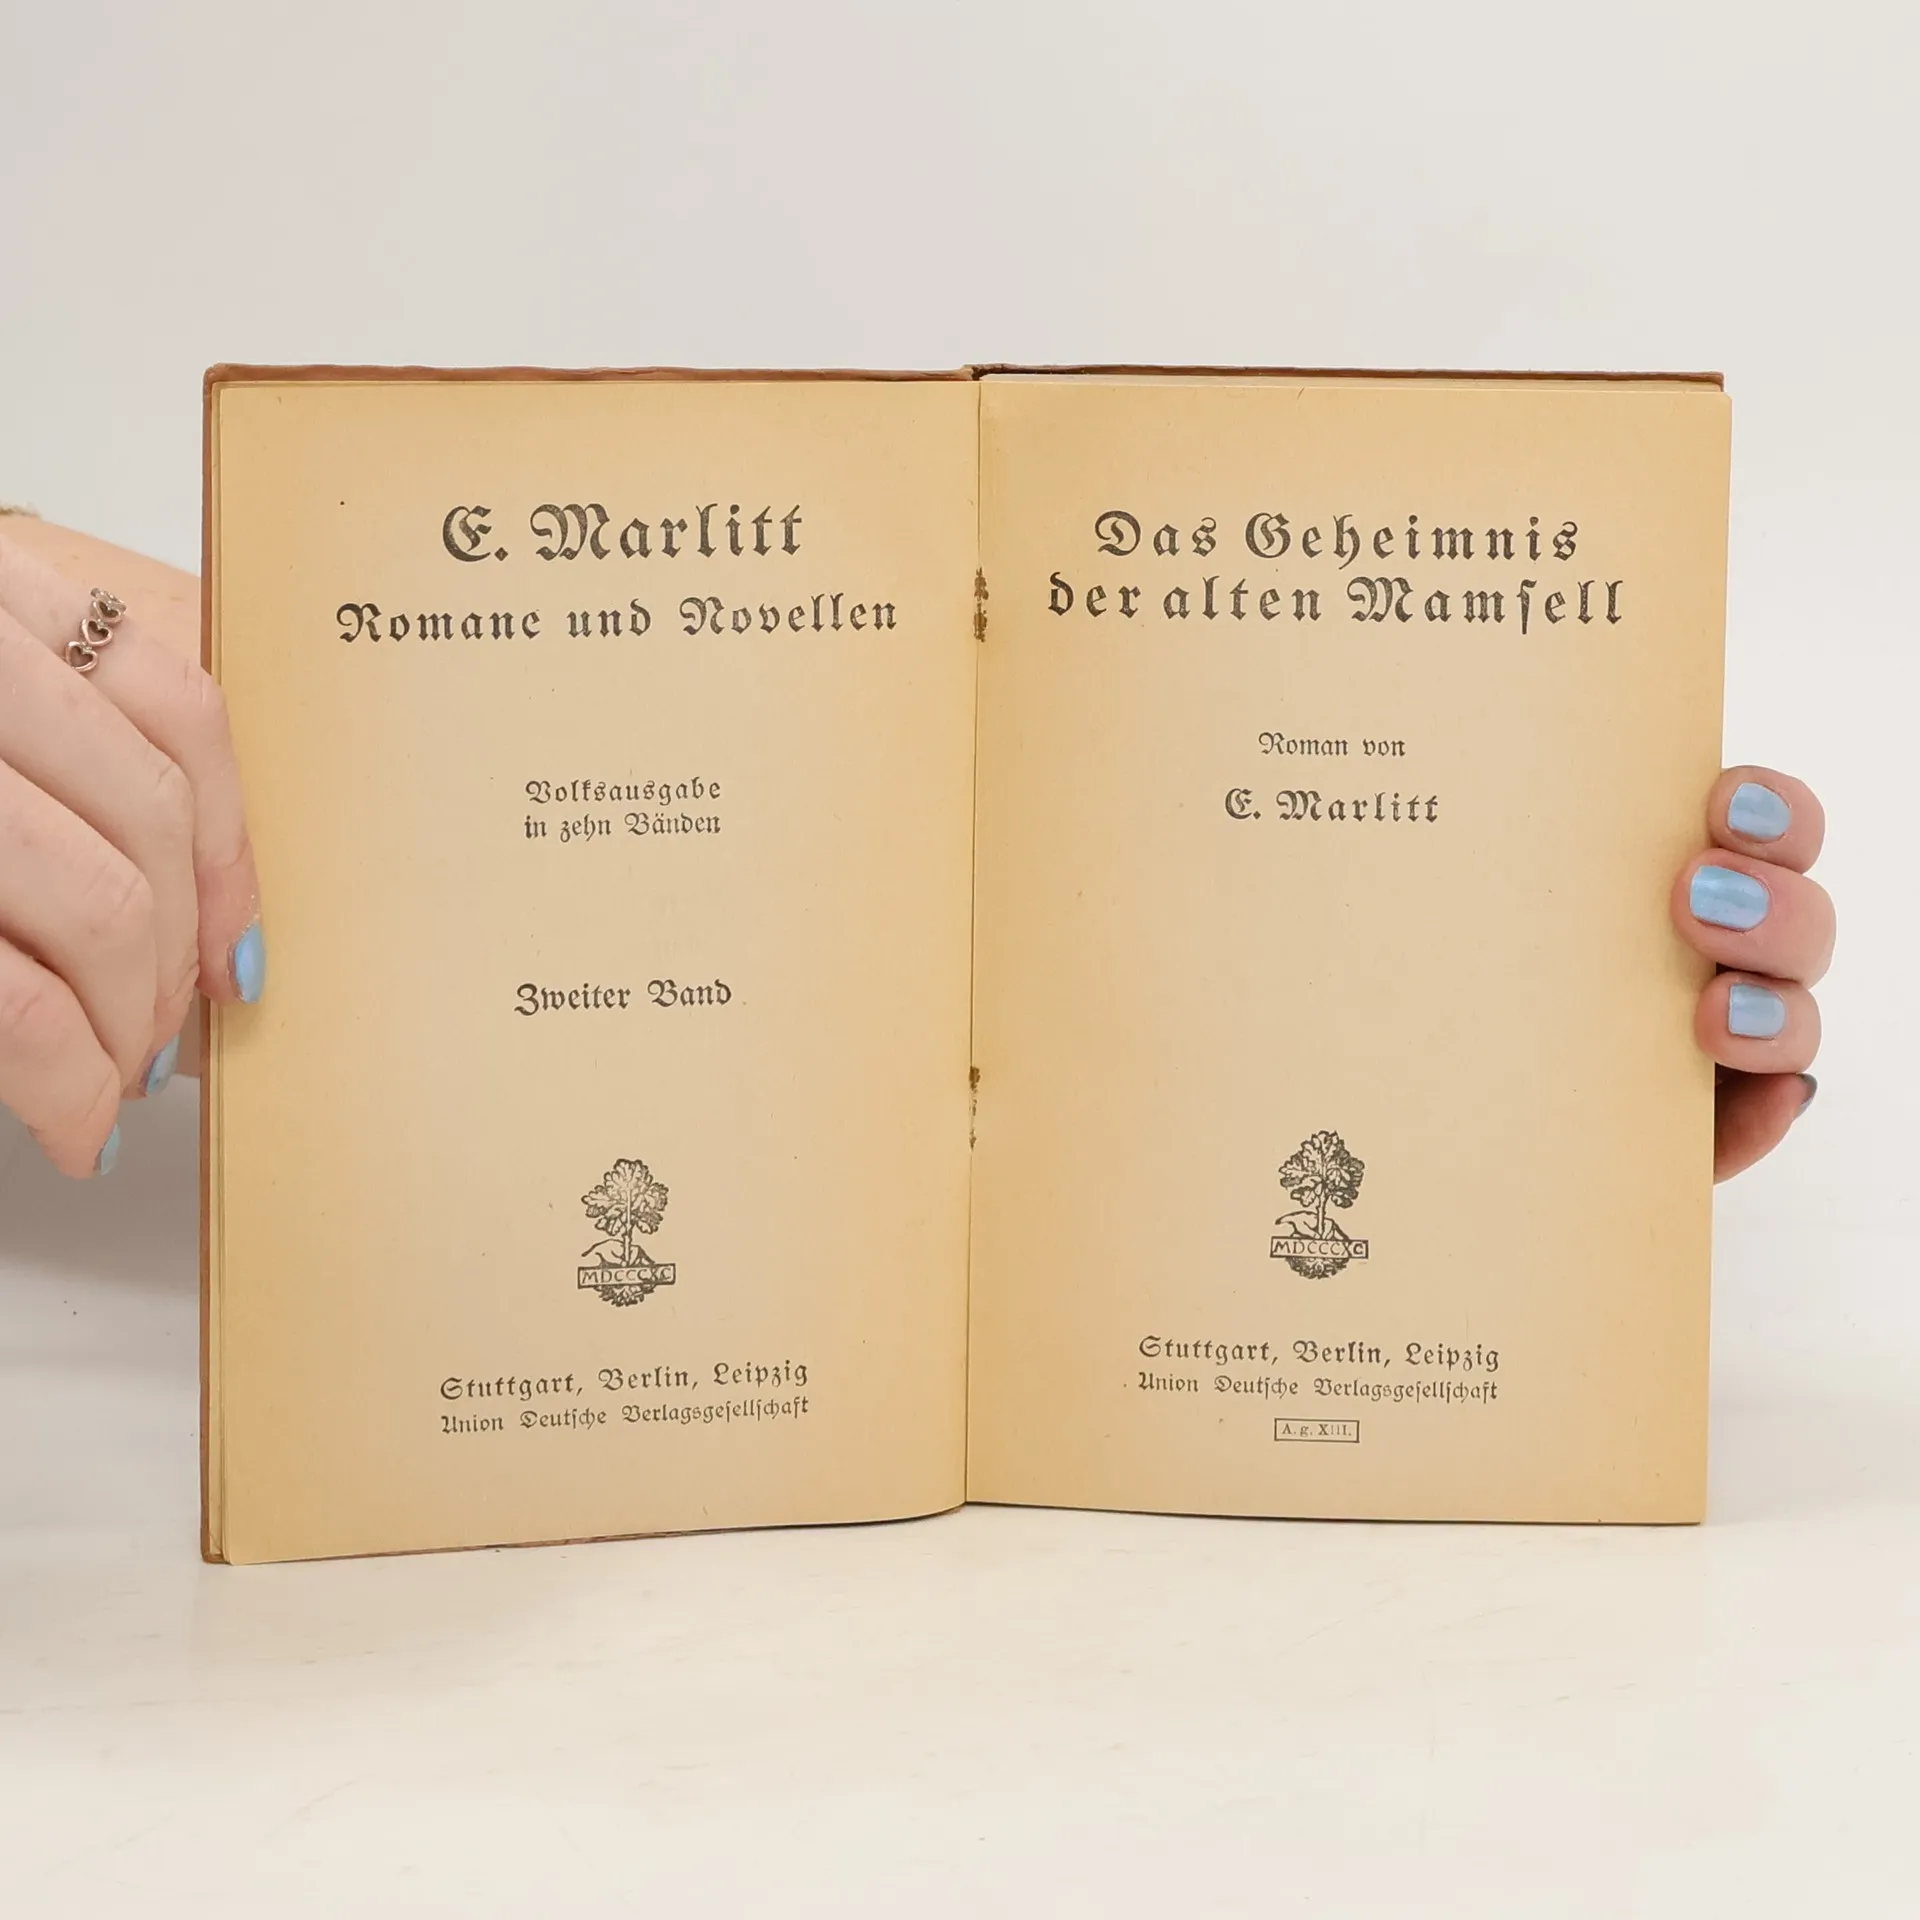 E. Marlitt
Romane und Novellen
Volksausgabe
in zehn Bänden
Zweiter Band
MDCCCXC
Stuttgart, Berlin, Leipzig
Union Deutſche Verlagsgeſellſchaft
Das Geheimnis
der alten Mamſell
Roman von
E. Marlitt
MDCCCXC
Stuttgart, Berlin, Leipzig
Union Deutſche Verlagsgeſellſchaft
A. g. XIII.